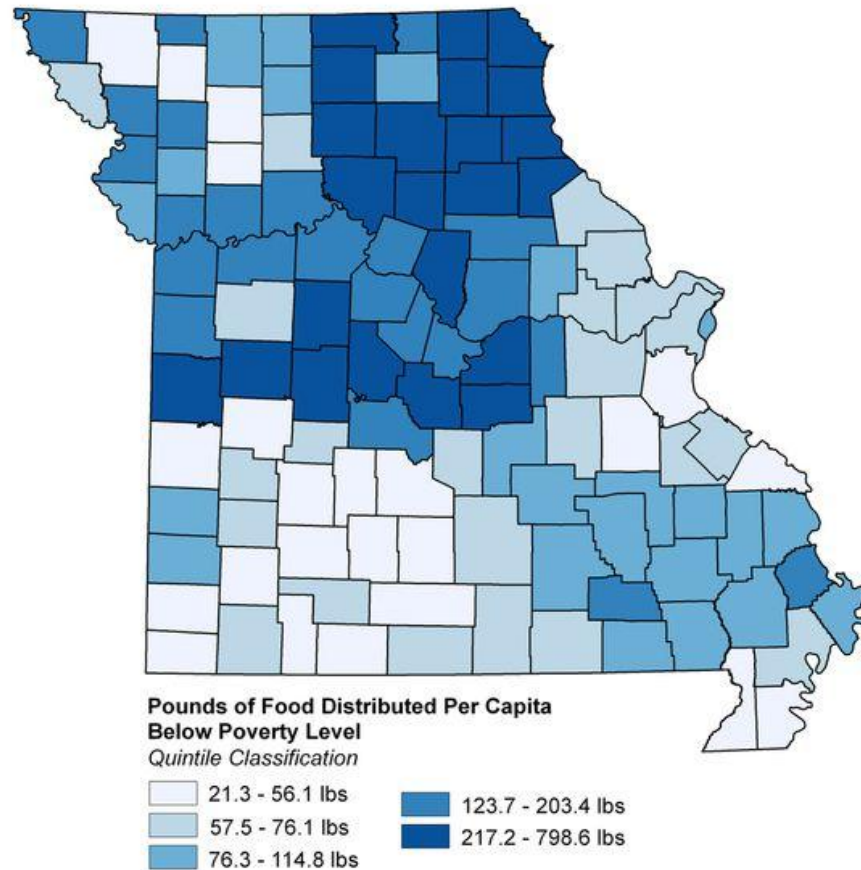 Pounds of Food Distributed Per Capita
Below Poverty Level
Quintile Classification
21.3 - 56.1 lbs
57.5 - 76.1 lbs
76.3 - 114.8 lbs
123.7 - 203.4 lbs
217.2 - 798.6 lbs